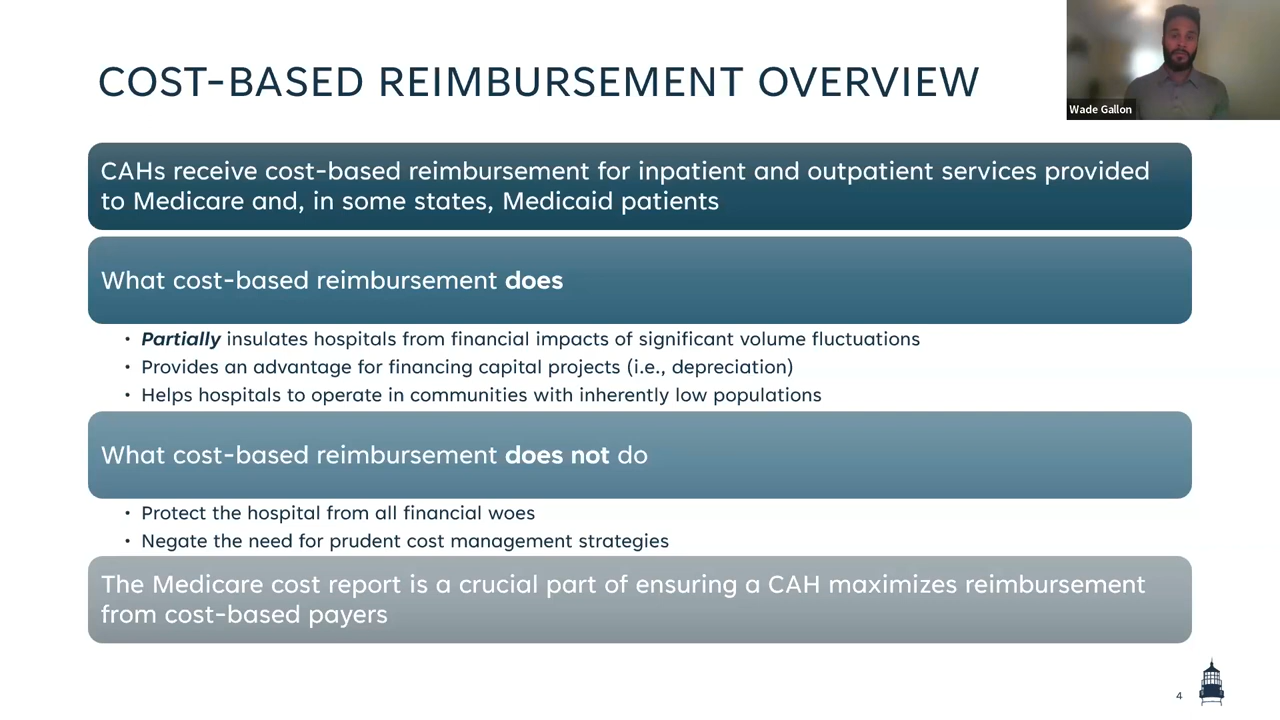 COST-BASED REIMBURSEMENT OVERVIEW
Wade Gallon
CAHs receive cost-based reimbursement for inpatient and outpatient services provided
to Medicare and, in some states, Medicaid patients
What cost-based reimbursement does
• Partially insulates hospitals from financial impacts of significant volume fluctuations
• Provides an advantage for financing capital projects (i.e., depreciation)
• Helps hospitals to operate in communities with inherently low populations
What cost-based reimbursement does not do
• Protect the hospital from all financial woes
• Negate the need for prudent cost management strategies
The Medicare cost report is a crucial part of ensuring a CAH maximizes reimbursement
from cost-based payers
4